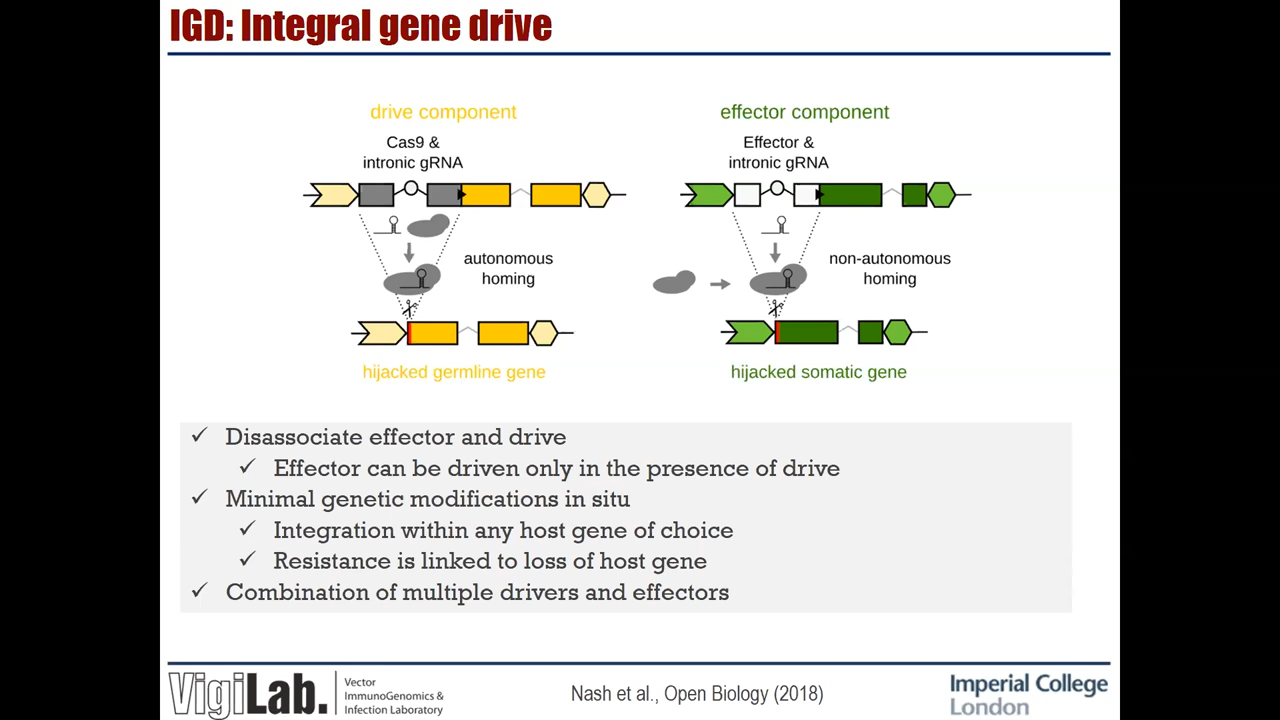 IGD: Integral gene drive
drive component
Cas9 &
intronic gRNA
autonomous
homing
hijacked germline gene
effector component
Effector &
intronic gRNA
non-autonomous
homing
hijacked somatic gene
✓ Disassociate effector and drive
✓ Effector can be driven only in the presence of drive
✓ Minimal genetic modifications in situ
✓ Integration within any host gene of choice
✓ Resistance is linked to loss of host gene
✓ Combination of multiple drivers and effectors
VigiLab.
Vector
ImmunoGenomics &
Infection Laboratory
Nash et al., Open Biology (2018)
Imperial College
London